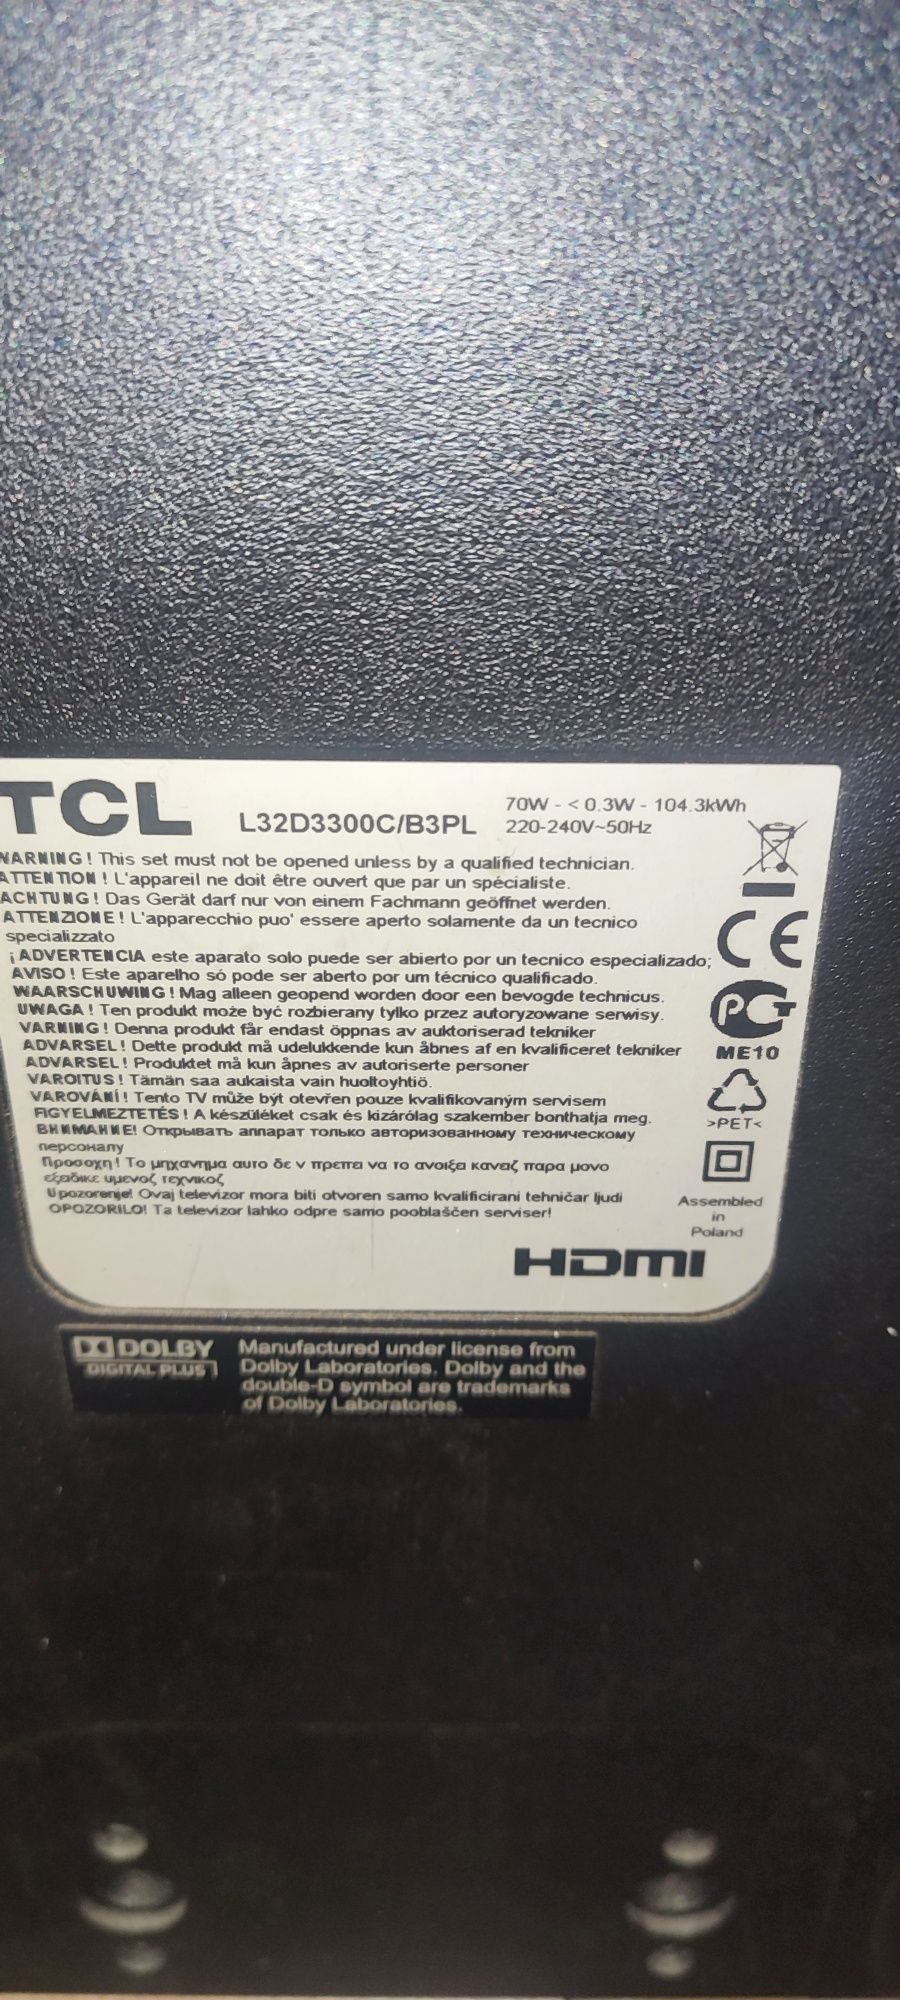 TCL
L32D3300C/B3PL
70W - < 0.3W - 104.3kWh
220-240V~50Hz
WARNING ! This set must not be opened unless by a qualified technician.
ATTENTION ! L'appareil ne doit être ouvert que par un spécialiste.
ACHTUNG ! Das Gerät darf nur von einem Fachmann geöffnet werden.
ATTENZIONE ! L'apparecchio puo' essere aperto solamente da un tecnico
specializzato
¡ ADVERTENCIA este aparato solo puede ser abierto por un tecnico especializado;
AVISO ! Este aparelho só pode ser aberto por um técnico qualificado.
WAARSCHUWING ! Mag alleen geopend worden door een bevogde technicus.
UWAGA ! Ten produkt może być rozbierany tylko przez autoryzowane serwisy.
VARNING ! Denna produkt får endast öppnas av auktoriserad tekniker
ADVARSEL ! Dette produkt må udelukkende kun åbnes af en kvalificeret tekniker
ADVARSEL ! Produktet må kun åpnes av autoriserte personer
VAROITUS ! Tämän saa aukaista vain huoltoyhtiö.
VAROVÁNÍ ! Tento TV může být otevřen pouze kvalifikovaným servisem
FIGYELMEZTETÉS ! A készüléket csak és kizárólag szakember bonthatja meg.
ВНИМАНИЕ! Открывать аппарат только авторизованному техническому
персоналу
Προσοχη ! Το μηχανημα αυτο δε ν πρεπει να το ανοιξει κανεις παρα μονο
Upozorenje! Ovaj televizor mora biti otvoren samo kvalificirani tehničar ljudi
OPOZORILO! Ta televizor lahko odpre samo pooblaščen serviser!
CE
PCT
ME10
>PET<
Assembled
in
Poland
HDMI
DOLBY
DIGITAL PLUS
Manufactured under license from
Dolby Laboratories. Dolby and the
double-D symbol are trademarks
of Dolby Laboratories.